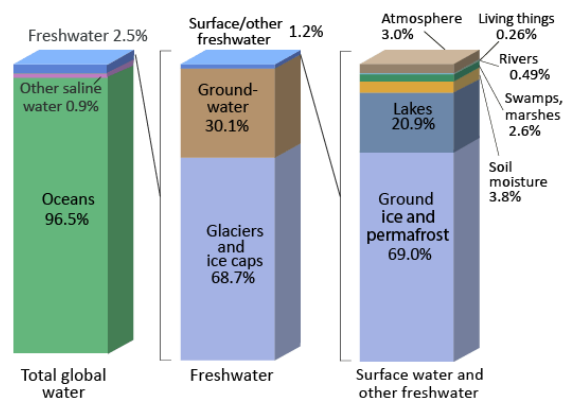 Freshwater 2.5%
Other saline
water 0.9%
Oceans
96.5%
Total global
water
Surface/other
freshwater
1.2%
Ground-
water
30.1%
Glaciers
and
ice caps
68.7%
Freshwater
Atmosphere
3.0%
Living things
0.26%
Rivers
0.49%
Swamps,
marshes
2.6%
Soil
moisture
3.8%
Lakes
20.9%
Ground
ice and
permafrost
69.0%
Surface water and
other freshwater